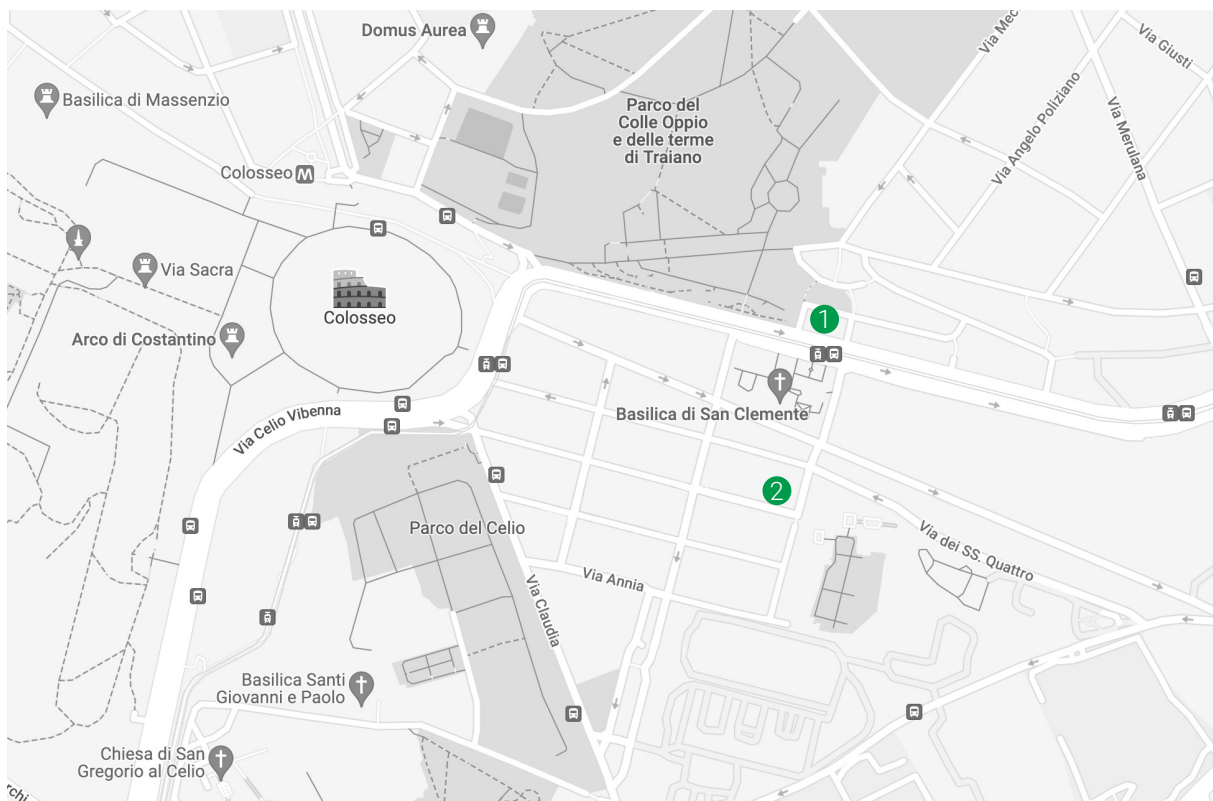 Domus Aurea
Via Mec
Via Giusti
Basilica di Massenzio
Parco del
Colle Oppio
e delle terme
di Traiano
Via Angelo Poliziano
Via Merulana
Colosseo M
Via Sacra
Colosseo
1
Arco di Costantino
Basilica di San Clemente
Via Celio Vibenna
2
Parco del Celio
Via dei SS. Quattro
Via Annia
Via Claudia
Basilica Santi
Giovanni e Paolo
Chiesa di San
Gregorio al Celio
rchi